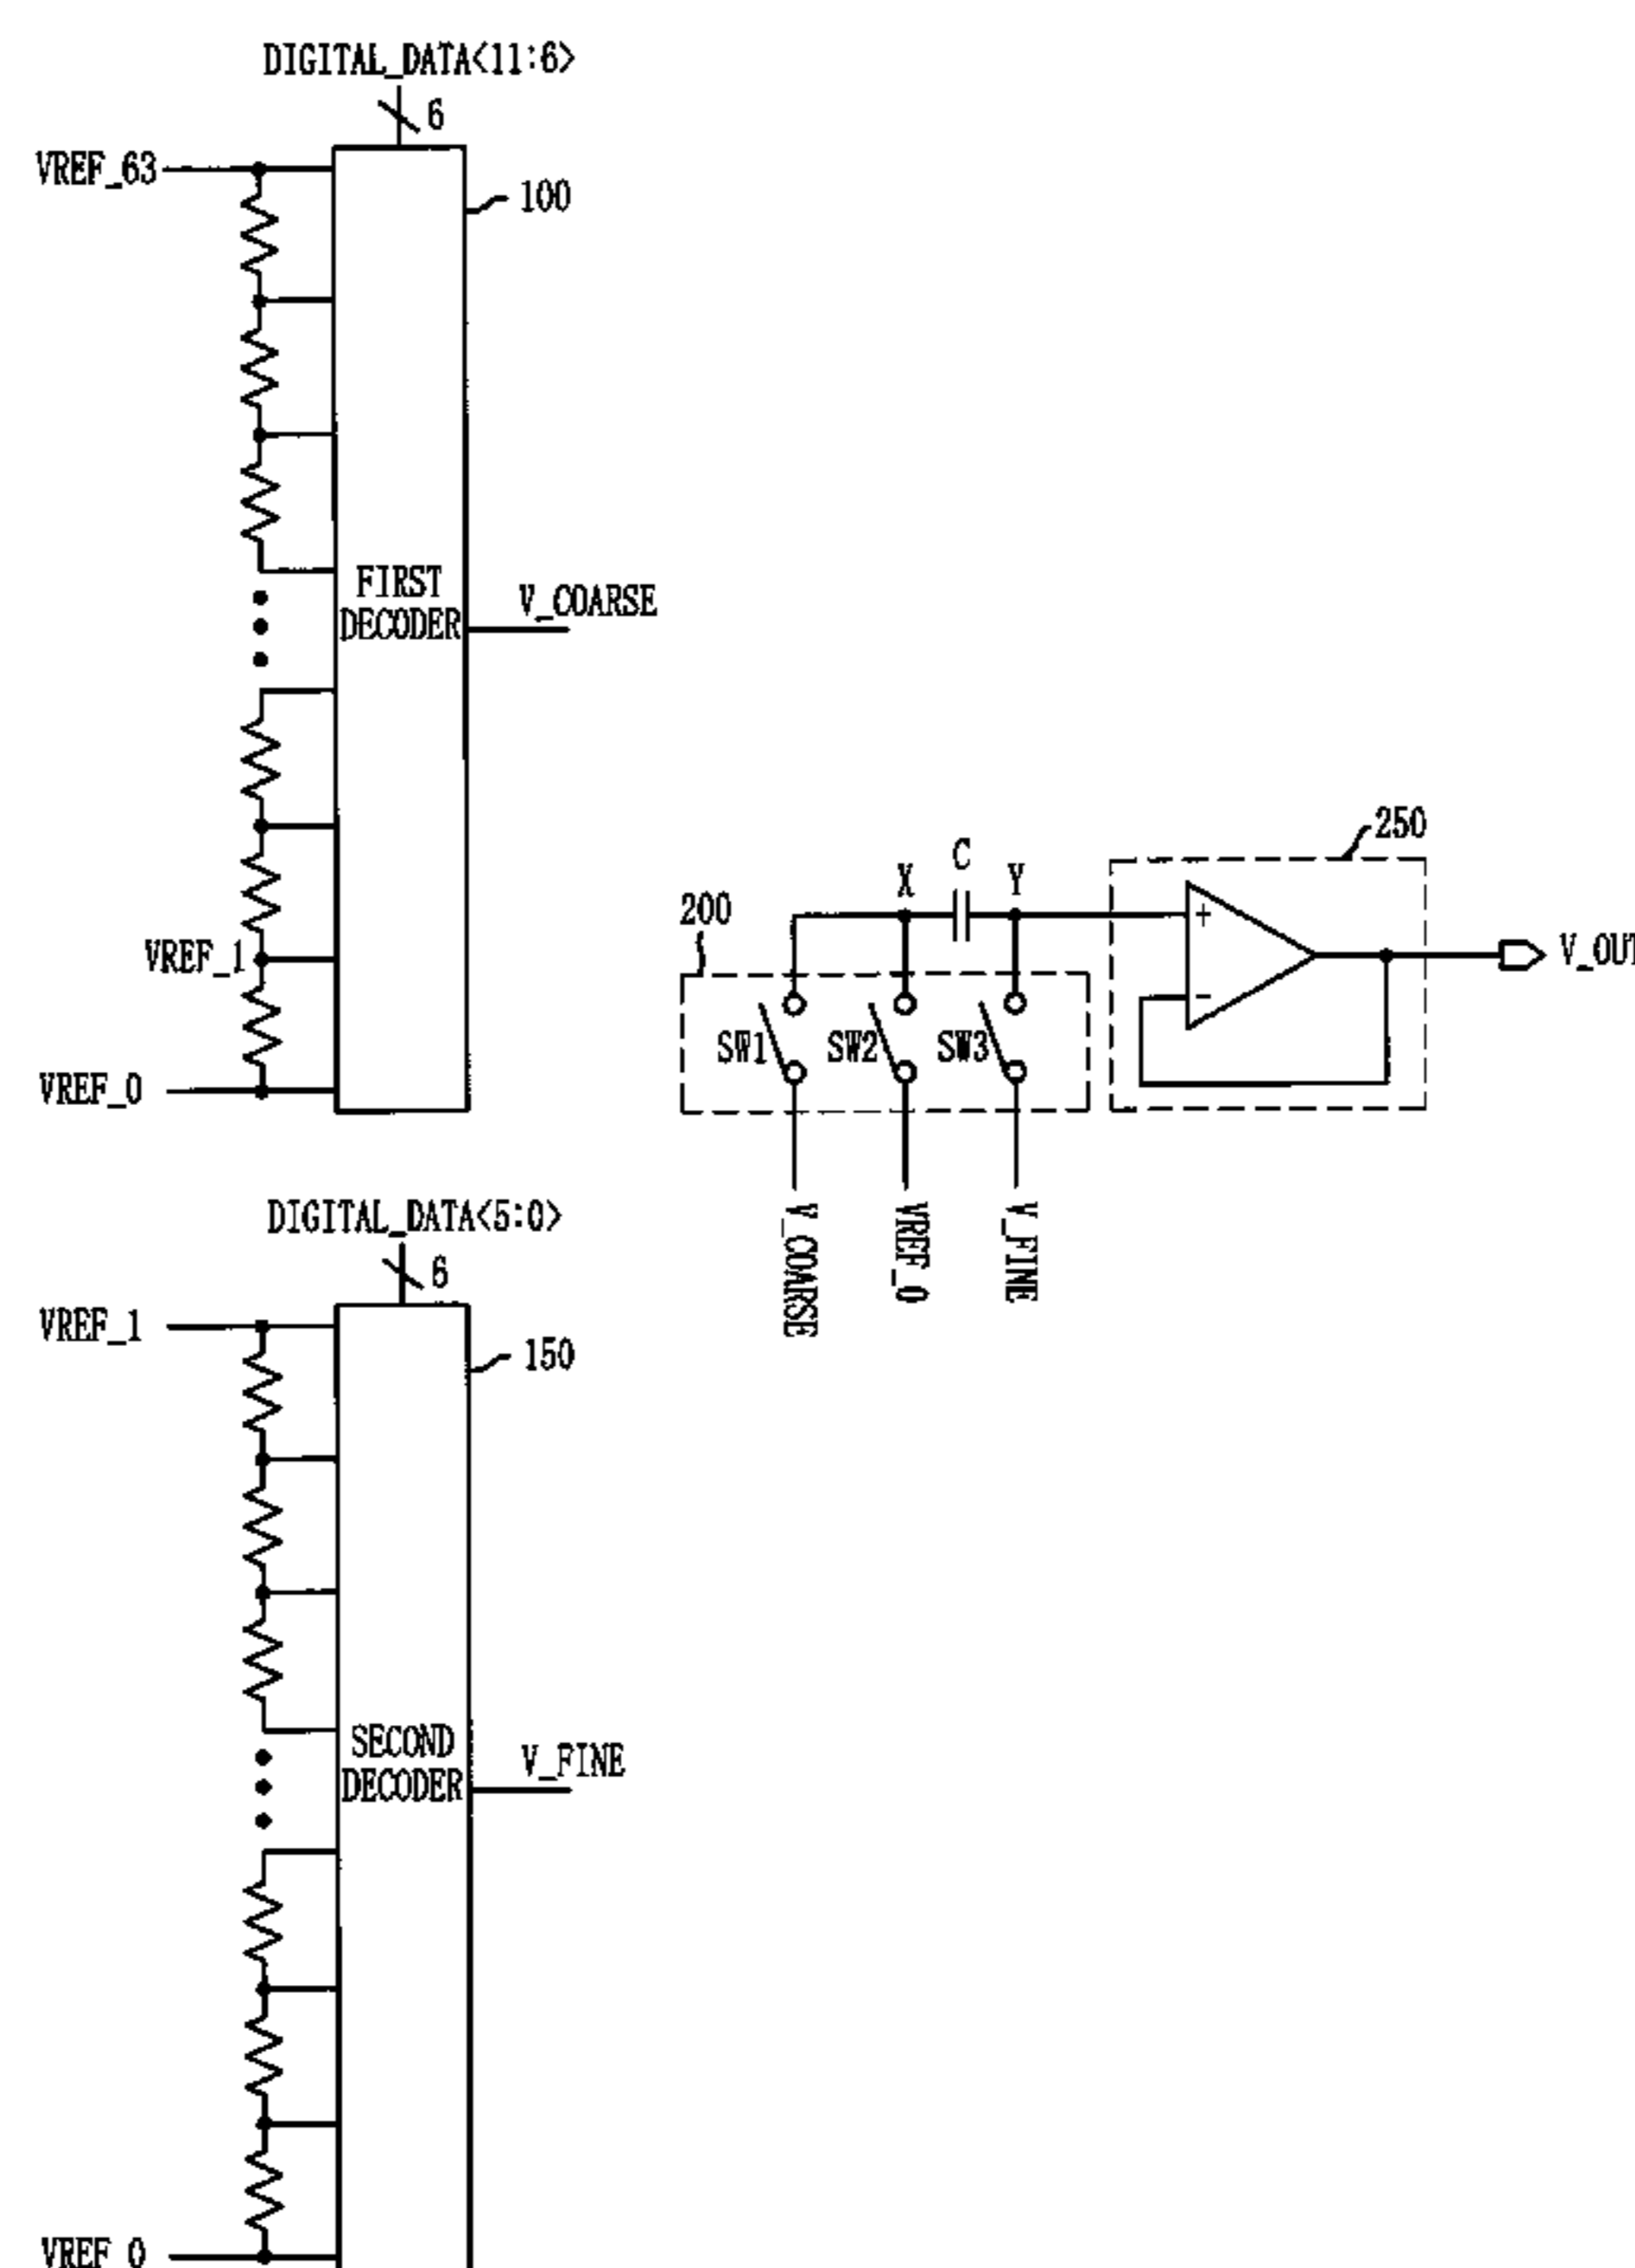 DIGITAL_DATA<11:6>
6
VREF_63
100
FIRST
DECODER
V_COARSE
VREF_1
VREF_0
200
X
C
Y
250
+
-
V_OUT
SW1
SW2
SW3
V_COARSE
VREF_0
V_FINE
DIGITAL_DATA<5:0>
6
VREF_1
150
SECOND
DECODER
V_FINE
VREF_0